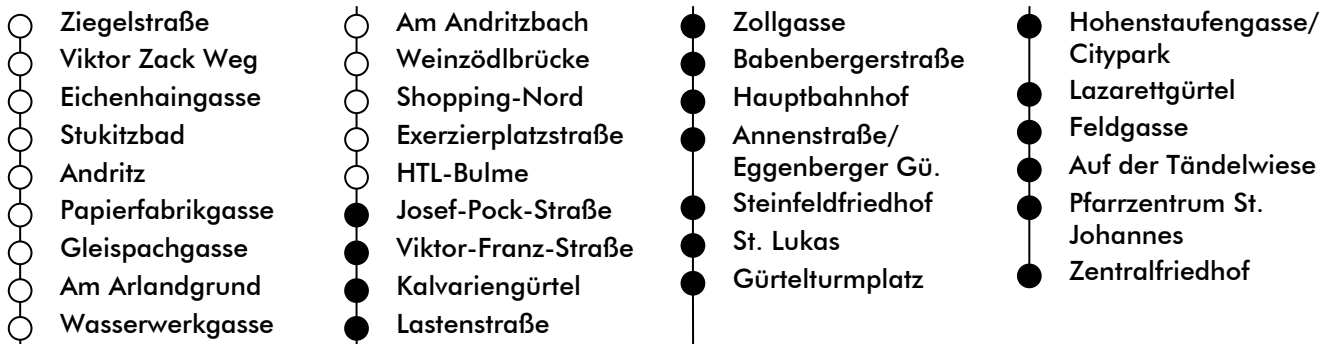 Ziegelstraße
Viktor Zack Weg
Eichenhaingasse
Stukitzbad
Andritz
Papierfabrikgasse
Gleispachgasse
Am Arlandgrund
Wasserwerkgasse
Am Andritzbach
Weinzödlbrücke
Shopping-Nord
Exerzierplatzstraße
HTL-Bulme
Josef-Pock-Straße
Viktor-Franz-Straße
Kalvariengürtel
Lastenstraße
Zollgasse
Babenbergerstraße
Hauptbahnhof
Annenstraße/
Eggenberger Gü.
Steinfeldfriedhof
St. Lukas
Gürtelturmplatz
Hohenstaufengasse/
Citypark
Lazarettgürtel
Feldgasse
Auf der Tändelwiese
Pfarrzentrum St.
Johannes
Zentralfriedhof